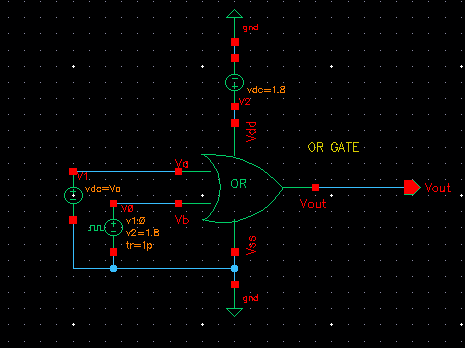 gnd
vdc=1.8
V2
Vdd
OR GATE
Va
V1
vdc=Va
OR
Vout
Vout
V0
Vb
v1:0
v2=1.8
tr=1p
Vss
gnd